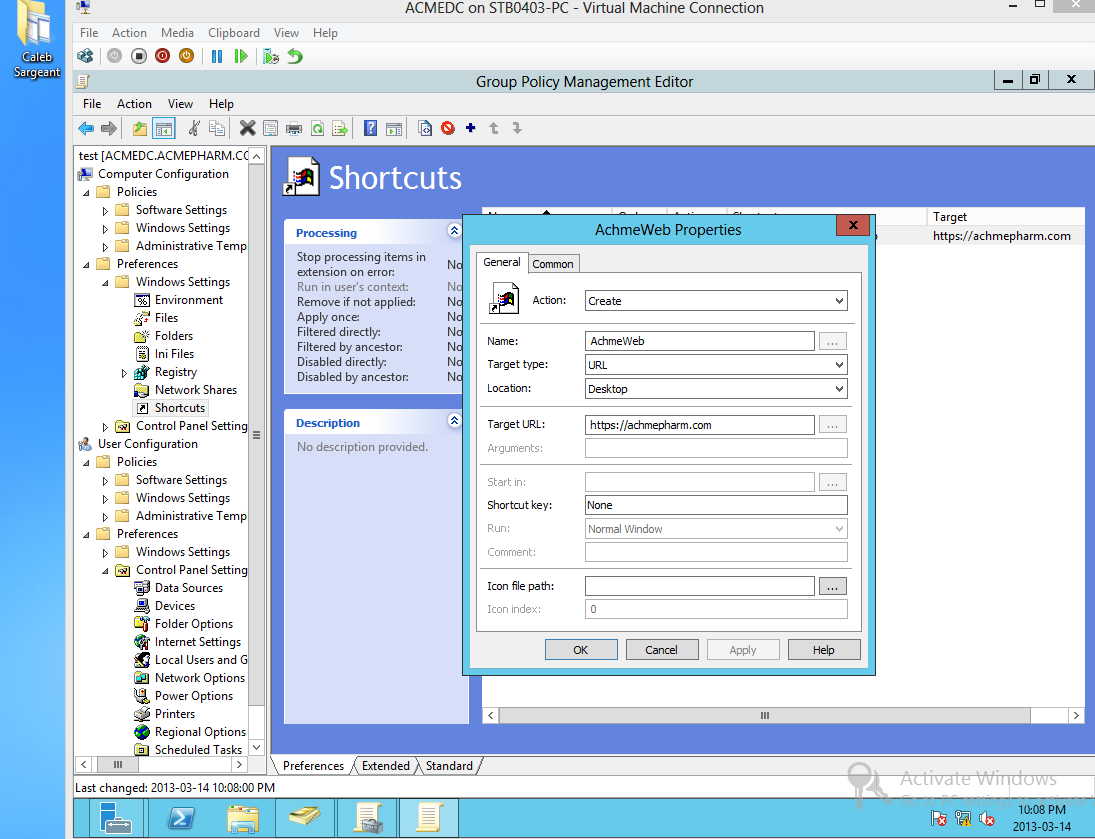 ACMEDC on STB0403-PC - Virtual Machine Connection
File Action Media Clipboard View Help
Caleb
Sargeant
Group Policy Management Editor
File Action View Help
test [ACMEDC.ACMEPHARM.CO
Computer Configuration
Policies
Software Settings
Windows Settings
Administrative Temp
Preferences
Windows Settings
Environment
Files
Folders
Ini Files
Registry
Network Shares
Shortcuts
Control Panel Setting
User Configuration
Policies
Software Settings
Windows Settings
Administrative Temp
Preferences
Windows Settings
Control Panel Setting
Data Sources
Devices
Folder Options
Internet Settings
Local Users and G
Network Options
Power Options
Printers
Regional Options
Scheduled Tasks
Shortcuts
Processing
Stop processing items in
extension on error: No
Run in user's context: No
Remove if not applied: No
Apply once: No
Filtered directly: No
Filtered by ancestor: No
Disabled directly: No
Disabled by ancestor: No
Description
No description provided.
Target
https://achmepharm.com
AchmeWeb Properties
General Common
Action: Create
Name: AchmeWeb ...
Target type: URL
Location: Desktop
Target URL: https://achmepharm.com ...
Arguments:
Start in: ...
Shortcut key: None
Run: Normal Window
Comment:
Icon file path: ...
Icon index: 0
OK Cancel Apply Help
Preferences Extended Standard
Last changed: 2013-03-14 10:08:00 PM
Activate Windows
Go to PC settings to activate
10:08 PM
2013-03-14